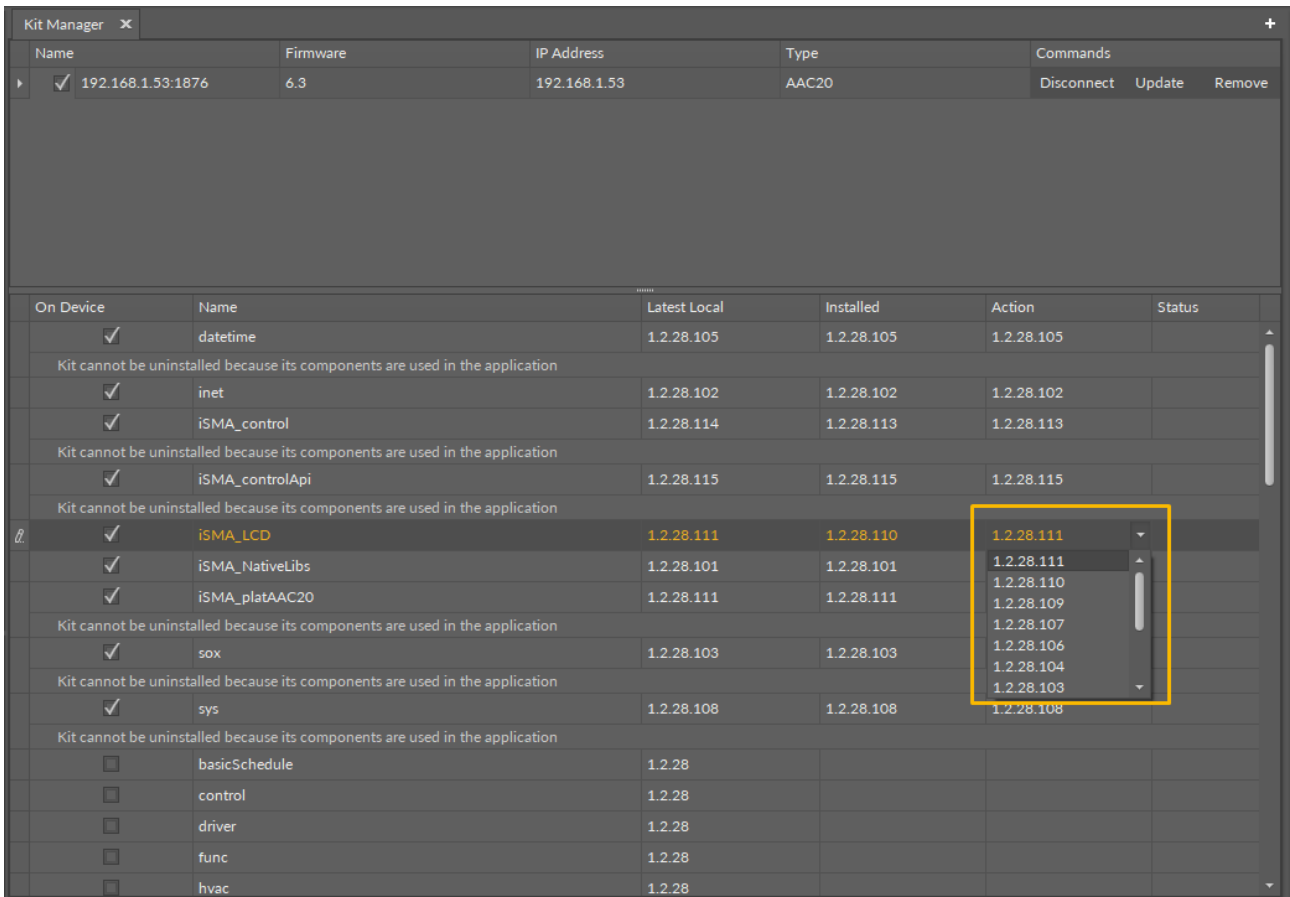 Kit Manager x +
Name Firmware IP Address Type Commands
192.168.1.53:1876 6.3 192.168.1.53 AAC20 Disconnect Update Remove
On Device Name Latest Local Installed Action Status
datetime 1.2.28.105 1.2.28.105 1.2.28.105
Kit cannot be uninstalled because its components are used in the application
inet 1.2.28.102 1.2.28.102 1.2.28.102
iSMA_control 1.2.28.114 1.2.28.113 1.2.28.113
Kit cannot be uninstalled because its components are used in the application
iSMA_controlApi 1.2.28.115 1.2.28.115 1.2.28.115
Kit cannot be uninstalled because its components are used in the application
iSMA_LCD 1.2.28.111 1.2.28.110 1.2.28.111
1.2.28.111
iSMA_NativeLibs 1.2.28.101 1.2.28.101
1.2.28.110
iSMA_platAAC20 1.2.28.111 1.2.28.111
1.2.28.109
Kit cannot be uninstalled because its components are used in the application
1.2.28.107
sox 1.2.28.103 1.2.28.103
1.2.28.106
1.2.28.104
Kit cannot be uninstalled because its components are used in the application
1.2.28.103
sys 1.2.28.108 1.2.28.108 1.2.28.108
Kit cannot be uninstalled because its components are used in the application
basicSchedule 1.2.28
control 1.2.28
driver 1.2.28
func 1.2.28
hvac 1.2.28